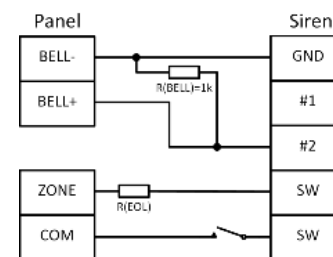 Panel
Siren
BELL-
GND
R(BELL)=1k
BELL+
#1
#2
ZONE
R(EOL)
SW
COM
SW